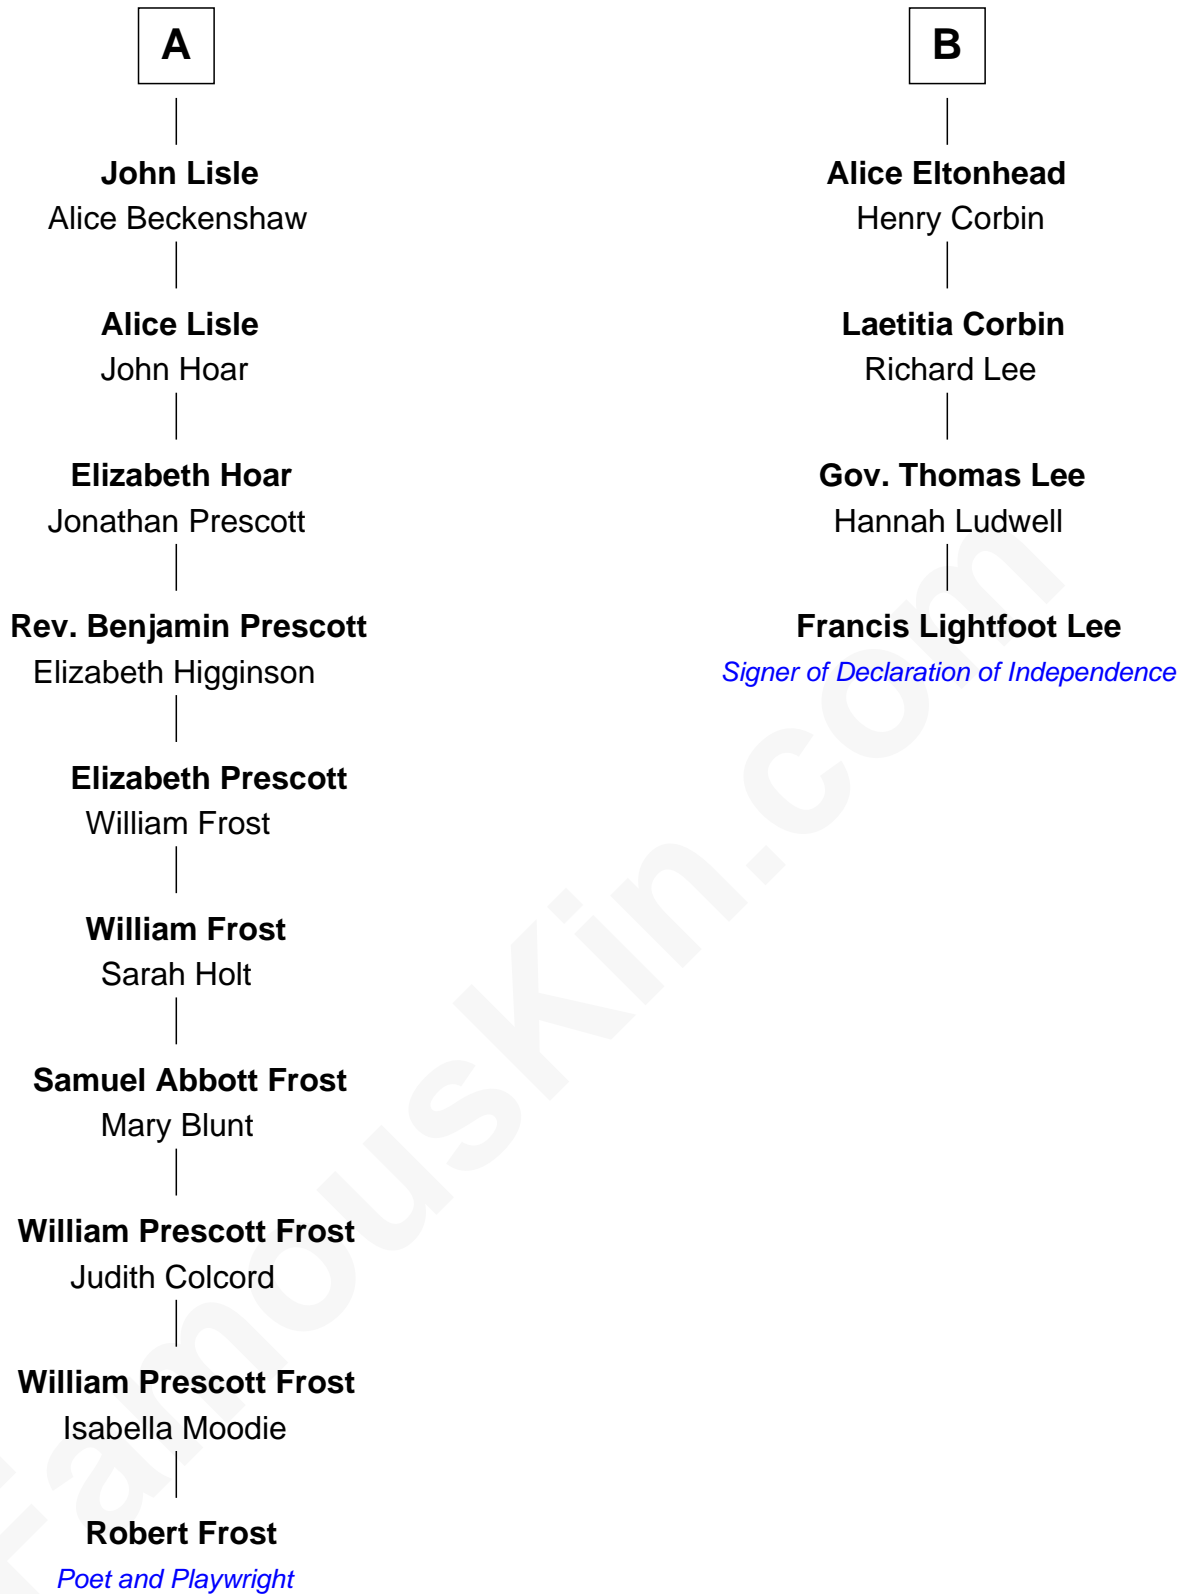 A
John Lisle
Alice Beckenshaw
Alice Lisle
John Hoar
Elizabeth Hoar
Jonathan Prescott
Rev. Benjamin Prescott
Elizabeth Higginson
Elizabeth Prescott
William Frost
William Frost
Sarah Holt
Samuel Abbott Frost
Mary Blunt
William Prescott Frost
Judith Colcord
William Prescott Frost
Isabella Moodie
Robert Frost
Poet and Playwright
B
Alice Eltonhead
Henry Corbin
Laetitia Corbin
Richard Lee
Gov. Thomas Lee
Hannah Ludwell
Francis Lightfoot Lee
Signer of Declaration of Independence
FamousKin.com